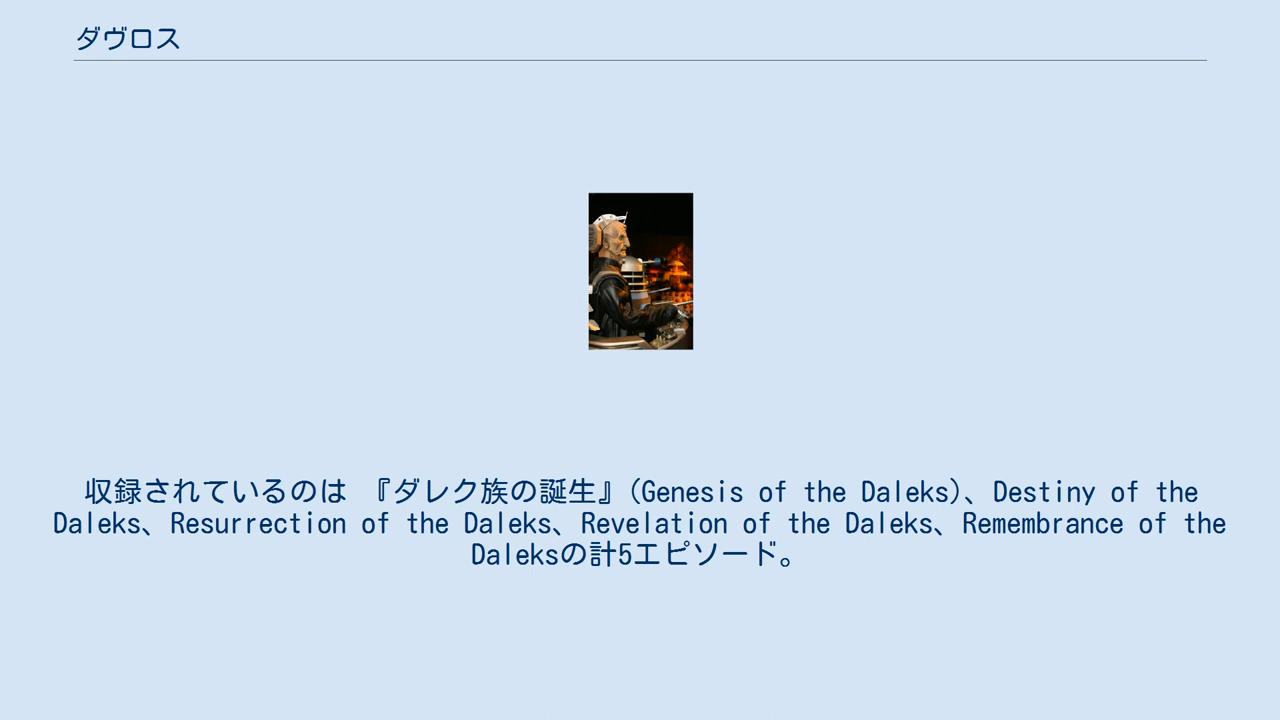 ダヴロス
収録されているのは 『ダレク族の誕生』(Genesis of the Daleks)、Destiny of the
Daleks、Resurrection of the Daleks、Revelation of the Daleks、Remembrance of the
Daleksの計5エピソード。